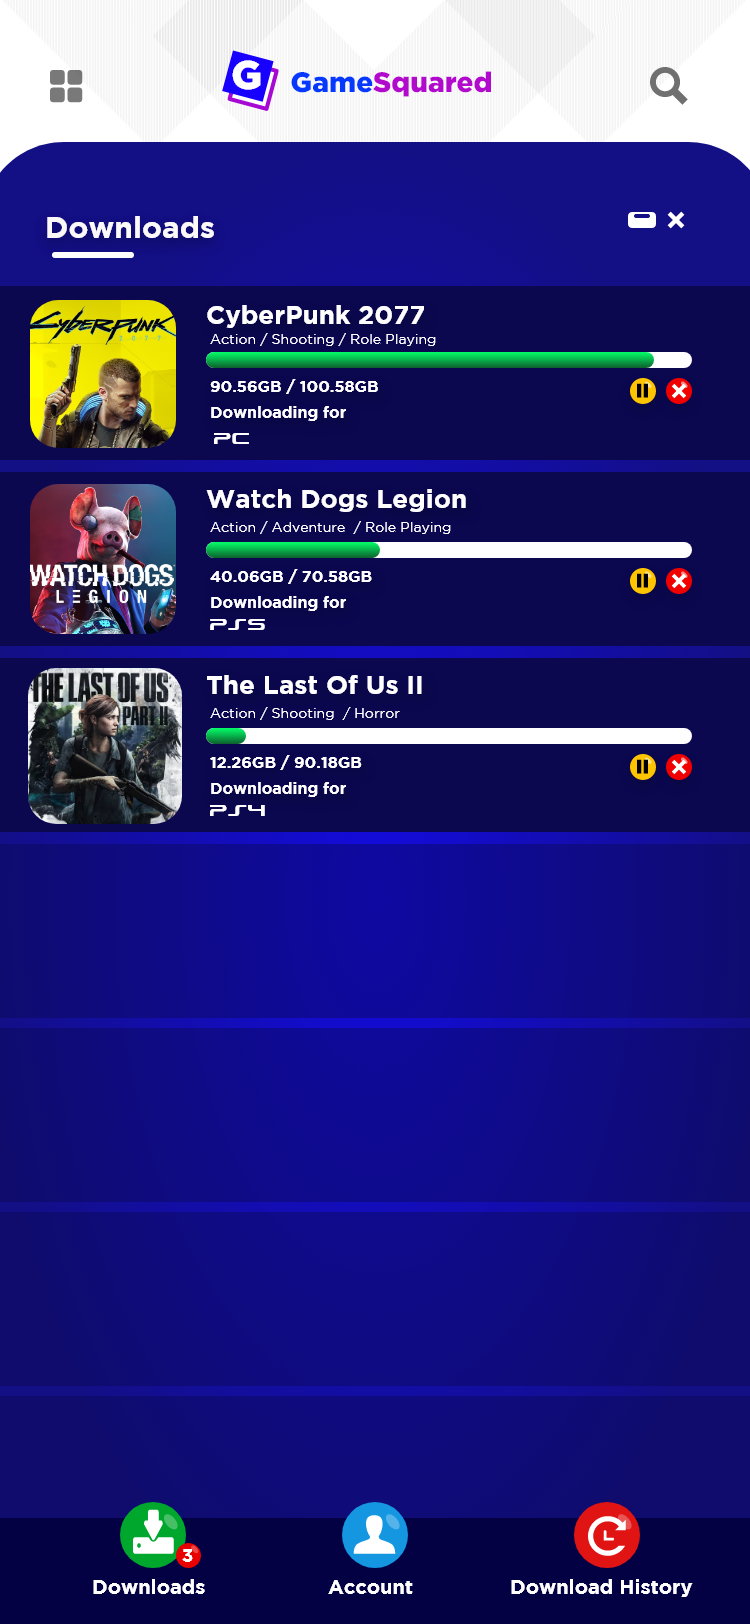 G GameSquared
Downloads
CYBERPUNK
2077
CyberPunk 2077
Action / Shooting / Role Playing
90.56GB / 100.58GB
Downloading for
PC
WATCH DOGS
LEGION
Watch Dogs Legion
Action / Adventure / Role Playing
40.06GB / 70.58GB
Downloading for
PS5
THE LAST OF US
PART II
The Last Of Us II
Action / Shooting / Horror
12.26GB / 90.18GB
Downloading for
PS4
3
Downloads
Account
Download History